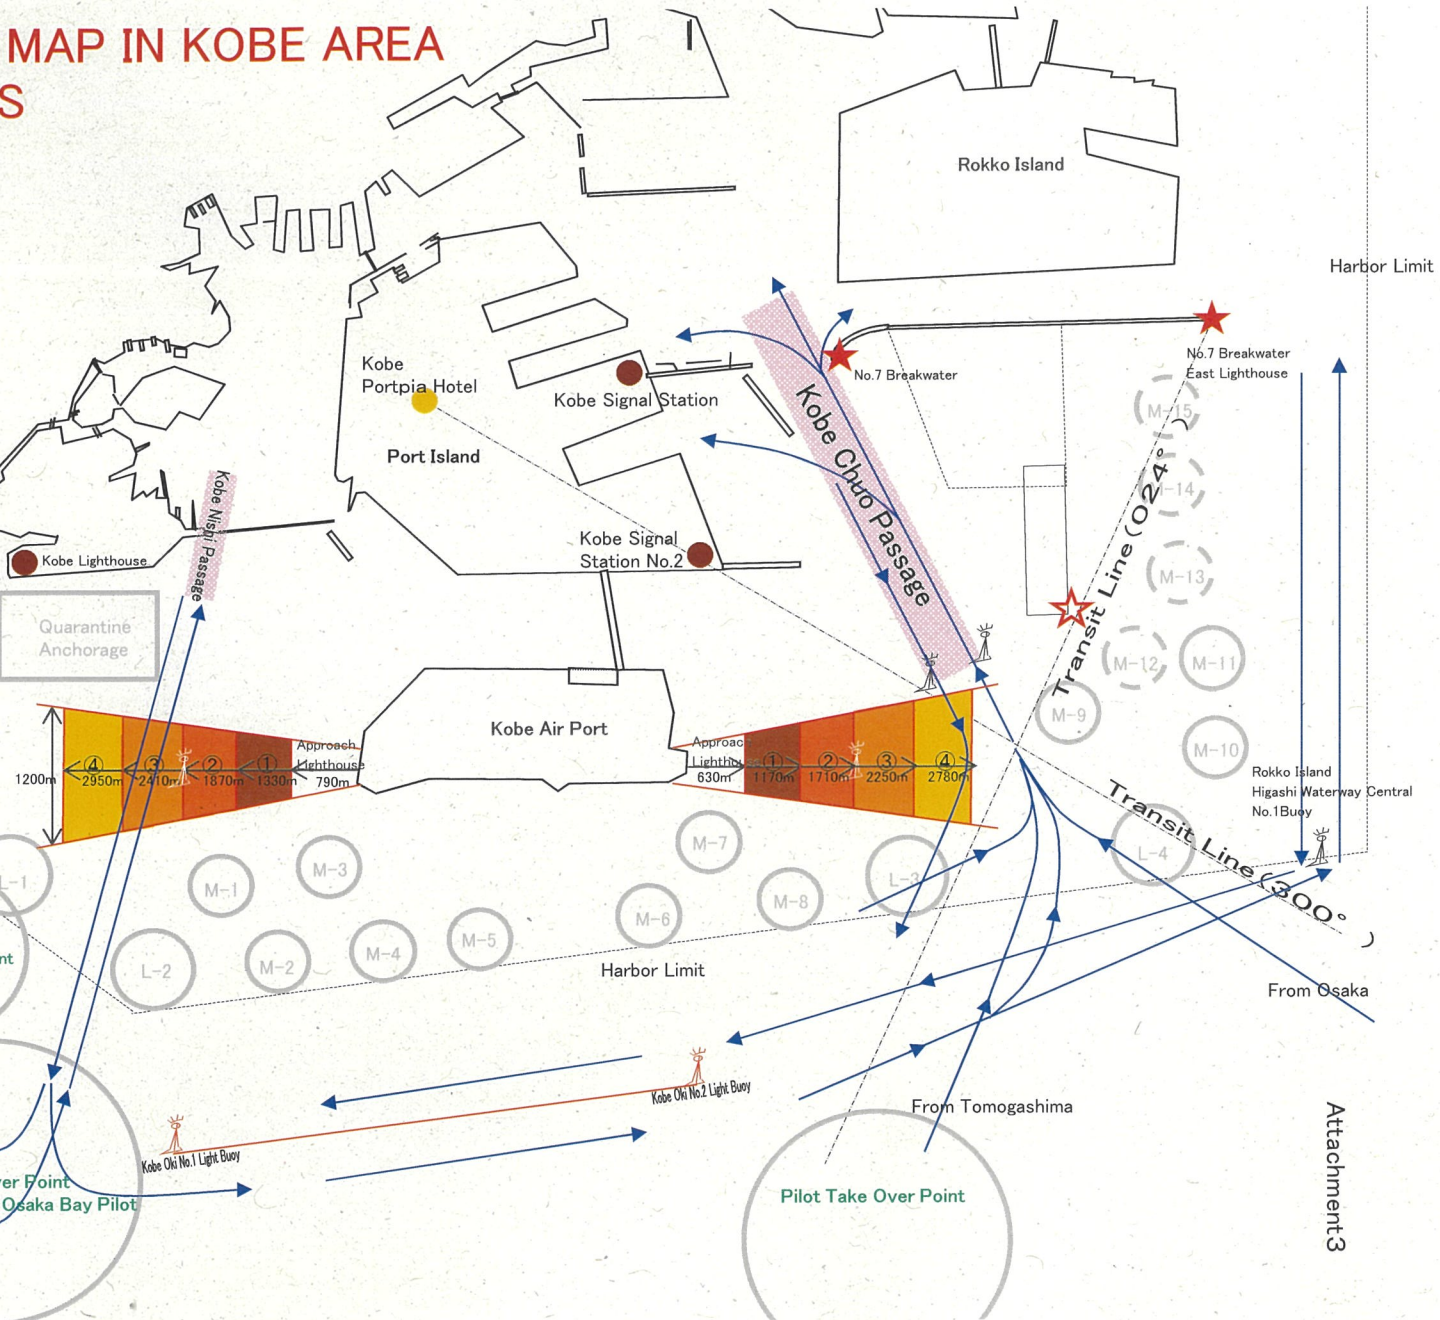 MAP IN KOBE AREA
S
Rokko Island
Harbor Limit
No.7 Breakwater
East Lighthouse
No.7 Breakwater
Kobe
Portpia Hotel
Kobe Signal Station
Port Island
Kobe Chuo Passage
Kobe Nishi Passage
Kobe Signal
Station No.2
Kobe Lighthouse
Quarantine
Anchorage
Transit Line (024°)
M-15
M-14
M-13
M-12
M-11
M-9
M-10
Kobe Air Port
1200m
④
2950m
③
2410m
②
1870m
①
1330m
Approach
Lighthouse
790m
Approach
630m
①
1170m
②
1710m
③
2250m
④
2780m
Rokko Island
Higashi Waterway Central
No.1Buoy
Transit Line (300°)
L-1
M-1
M-3
L-2
M-2
M-4
M-5
M-6
M-7
M-8
L-3
L-4
Harbor Limit
From Osaka
nt
Kobe Oki No.2 Light Buoy
Kobe Oki No.1 Light Buoy
From Tomogashima
Pilot Take Over Point
ver Point
Osaka Bay Pilot
Attachment3